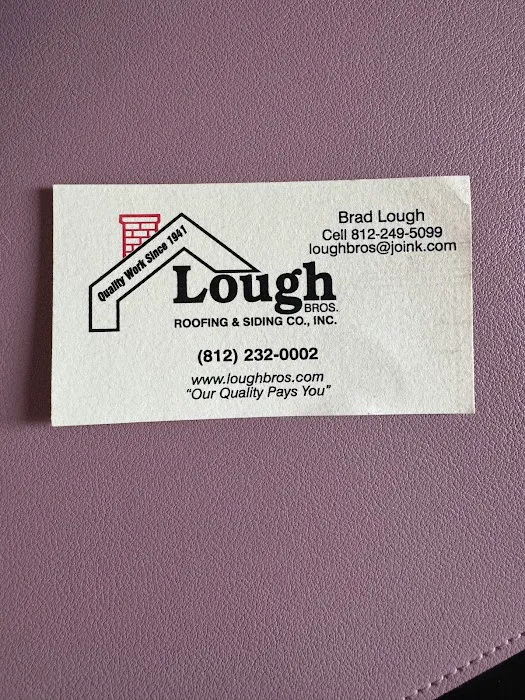 Brad Lough
Cell 812-249-5099
loughbros@joink.com
Quality Work Since 1941
Lough
BROS.
ROOFING & SIDING CO., INC.
(812) 232-0002
www.loughbros.com
“Our Quality Pays You”